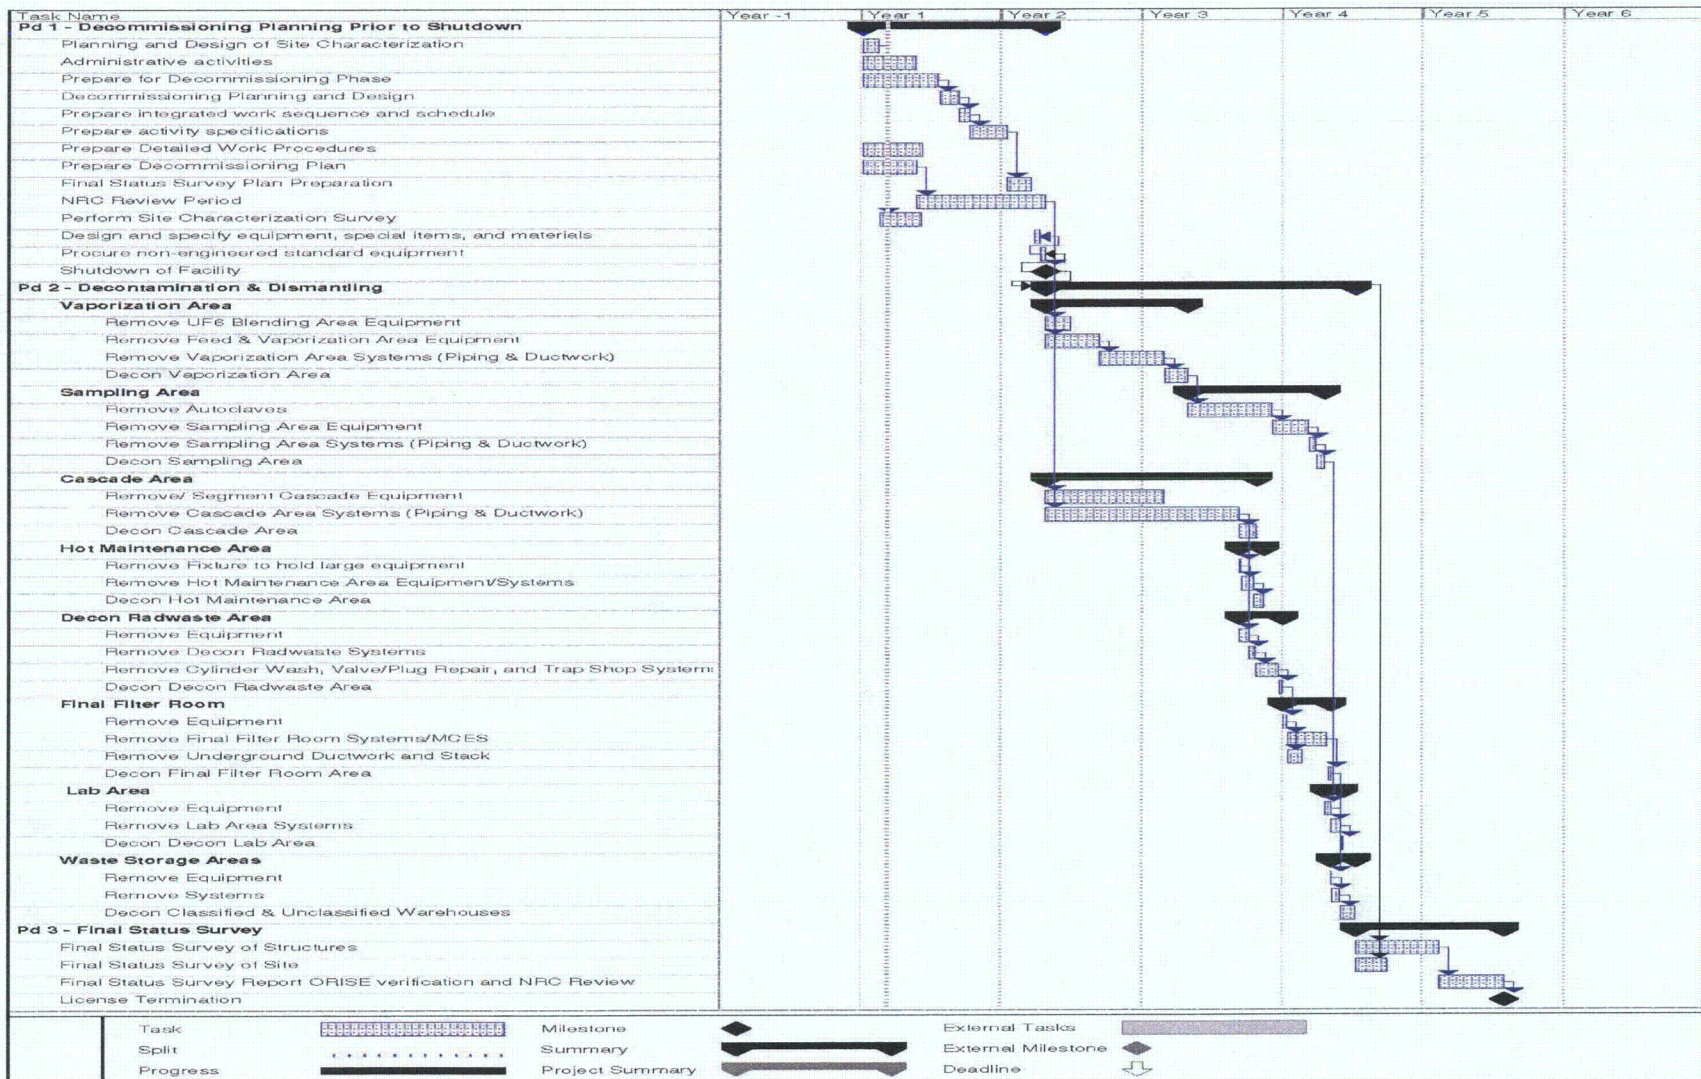 Task Name Year -1 Year 1 Year 2 Year 3 Year 4 Year 5 Year 6
Pd 1 - Decommissioning Planning Prior to Shutdown
Planning and Design of Site Characterization
Administrative activities
Prepare for Decommissioning Phase
Decommissioning Planning and Design
Prepare integrated work sequence and schedule
Prepare activity specifications
Prepare Detailed Work Procedures
Prepare Decommissioning Plan
Final Status Survey Plan Preparation
NRC Review Period
Perform Site Characterization Survey
Design and specify equipment, special items, and materials
Procure non-engineered standard equipment
Shutdown of Facility
Pd 2 - Decontamination & Dismantling
Vaporization Area
Remove UF6 Blending Area Equipment
Remove Feed & Vaporization Area Equipment
Remove Vaporization Area Systems (Piping & Ductwork)
Decon Vaporization Area
Sampling Area
Remove Autoclaves
Remove Sampling Area Equipment
Remove Sampling Area Systems (Piping & Ductwork)
Decon Sampling Area
Cascade Area
Remove/ Segment Cascade Equipment
Remove Cascade Area Systems (Piping & Ductwork)
Decon Cascade Area
Hot Maintenance Area
Remove Fixture to hold large equipment
Remove Hot Maintenance Area Equipment/Systems
Decon Hot Maintenance Area
Decon Radwaste Area
Remove Equipment
Remove Decon Radwaste Systems
Remove Cylinder Wash, Valve/Plug Repair, and Trap Shop System
Decon Decon Radwaste Area
Final Filter Room
Remove Equipment
Remove Final Filter Room Systems/MCES
Remove Underground Ductwork and Stack
Decon Final Filter Room Area
Lab Area
Remove Equipment
Remove Lab Area Systems
Decon Decon Lab Area
Waste Storage Areas
Remove Equipment
Remove Systems
Decon Classified & Unclassified Warehouses
Pd 3 - Final Status Survey
Final Status Survey of Structures
Final Status Survey of Site
Final Status Survey Report ORISE verification and NRC Review
License Termination
Task Milestone External Tasks
Split Summary External Milestone
Progress Project Summary Deadline